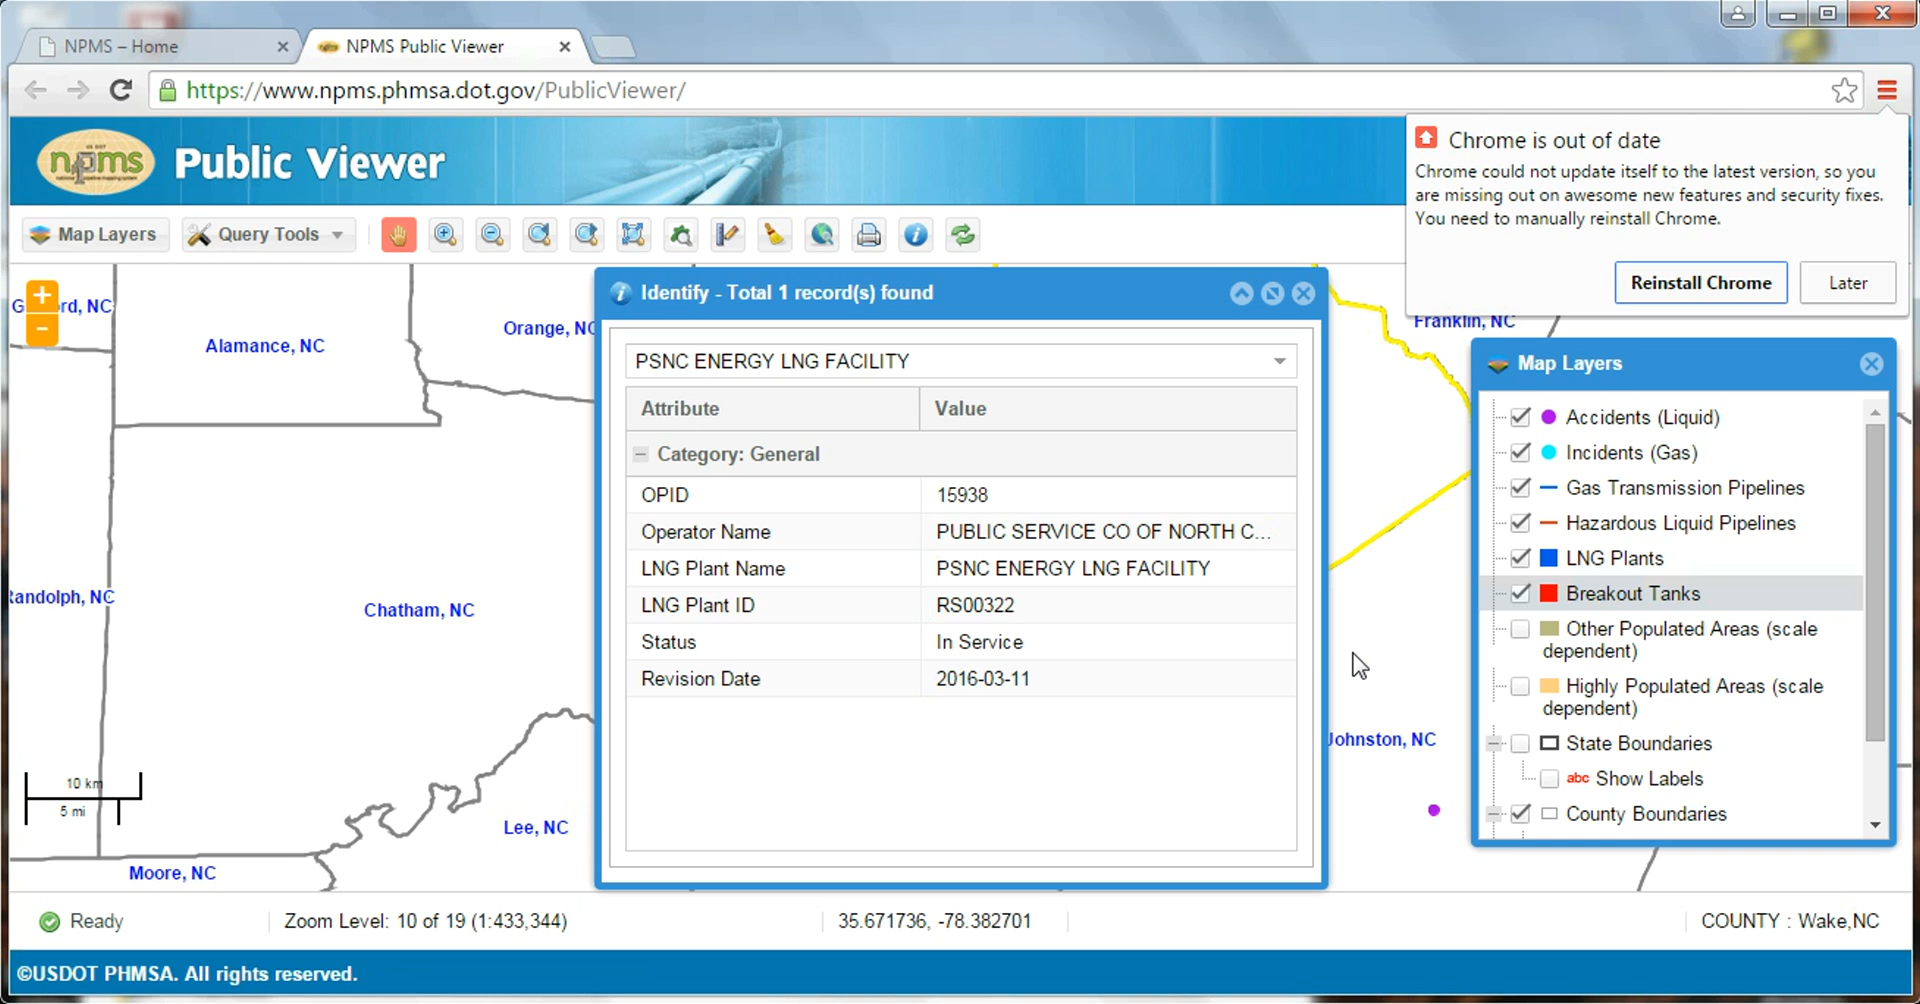 NPMS – Home
NPMS Public Viewer
https://www.npms.phmsa.dot.gov/PublicViewer/
npms Public Viewer
Chrome is out of date
Chrome could not update itself to the latest version, so you
are missing out on awesome new features and security fixes.
You need to manually reinstall Chrome.
Reinstall Chrome
Later
Map Layers
Query Tools
Identify - Total 1 record(s) found
PSNC ENERGY LNG FACILITY
Attribute Value
Category: General
OPID 15938
Operator Name PUBLIC SERVICE CO OF NORTH C...
LNG Plant Name PSNC ENERGY LNG FACILITY
LNG Plant ID RS00322
Status In Service
Revision Date 2016-03-11
rd, NC
Alamance, NC
Orange, NC
Franklin, NC
Randolph, NC
Chatham, NC
Johnston, NC
Lee, NC
Moore, NC
10 km
5 mi
Map Layers
Accidents (Liquid)
Incidents (Gas)
Gas Transmission Pipelines
Hazardous Liquid Pipelines
LNG Plants
Breakout Tanks
Other Populated Areas (scale
dependent)
Highly Populated Areas (scale
dependent)
State Boundaries
abc Show Labels
County Boundaries
Ready
Zoom Level: 10 of 19 (1:433,344)
35.671736, -78.382701
COUNTY : Wake,NC
©USDOT PHMSA. All rights reserved.